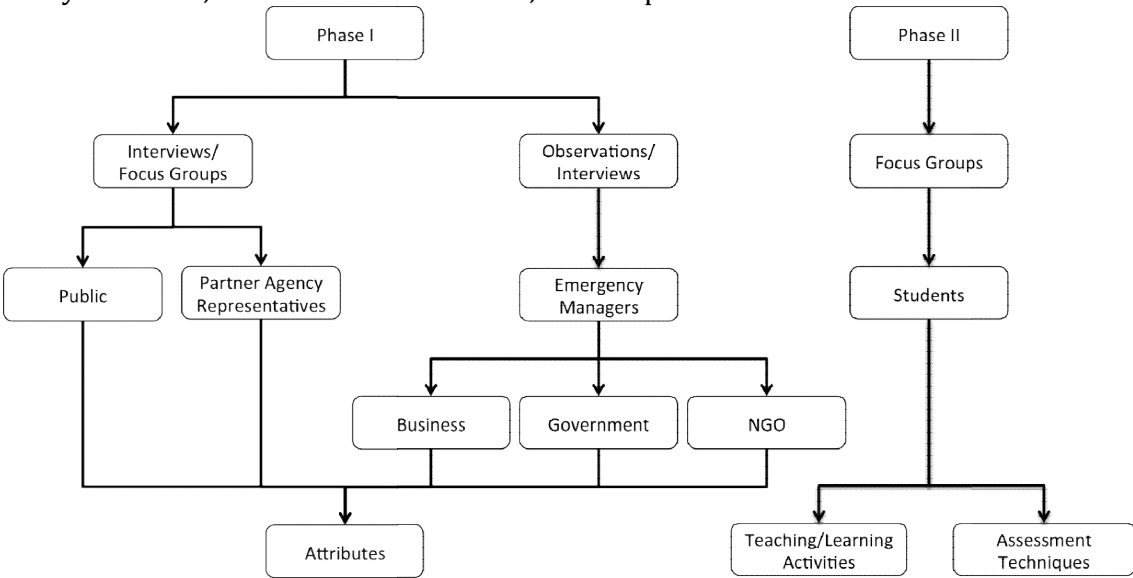 Phase I
Phase II
Interviews/
Focus Groups
Observations/
Interviews
Focus Groups
Public
Partner Agency
Representatives
Emergency
Managers
Students
Business
Government
NGO
Attributes
Teaching/Learning
Activities
Assessment
Techniques